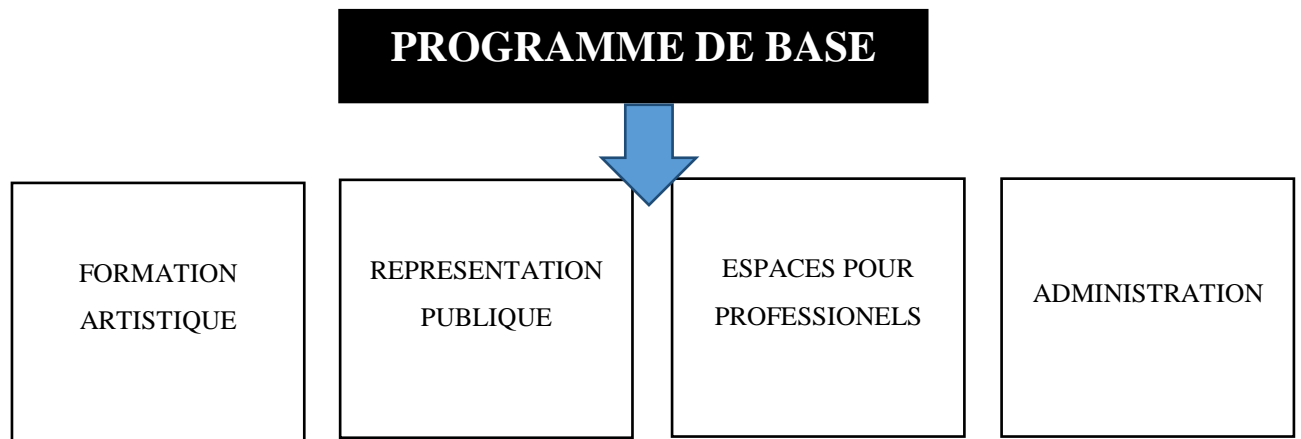 PROGRAMME DE BASE
FORMATION
ARTISTIQUE
REPRESENTATION
PUBLIQUE
ESPACES POUR
PROFESSIONELS
ADMINISTRATION